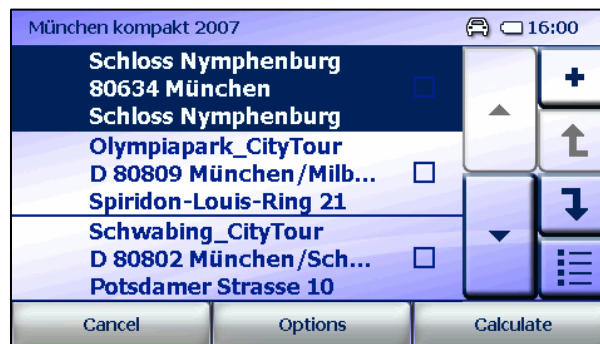 München kompakt 2007 16:00
Schloss Nymphenburg
80634 München
Schloss Nymphenburg
Olympiapark_CityTour
D 80809 München/Milb...
Spiridon-Louis-Ring 21
Schwabing_CityTour
D 80802 München/Sch...
Potsdamer Strasse 10
Cancel Options Calculate